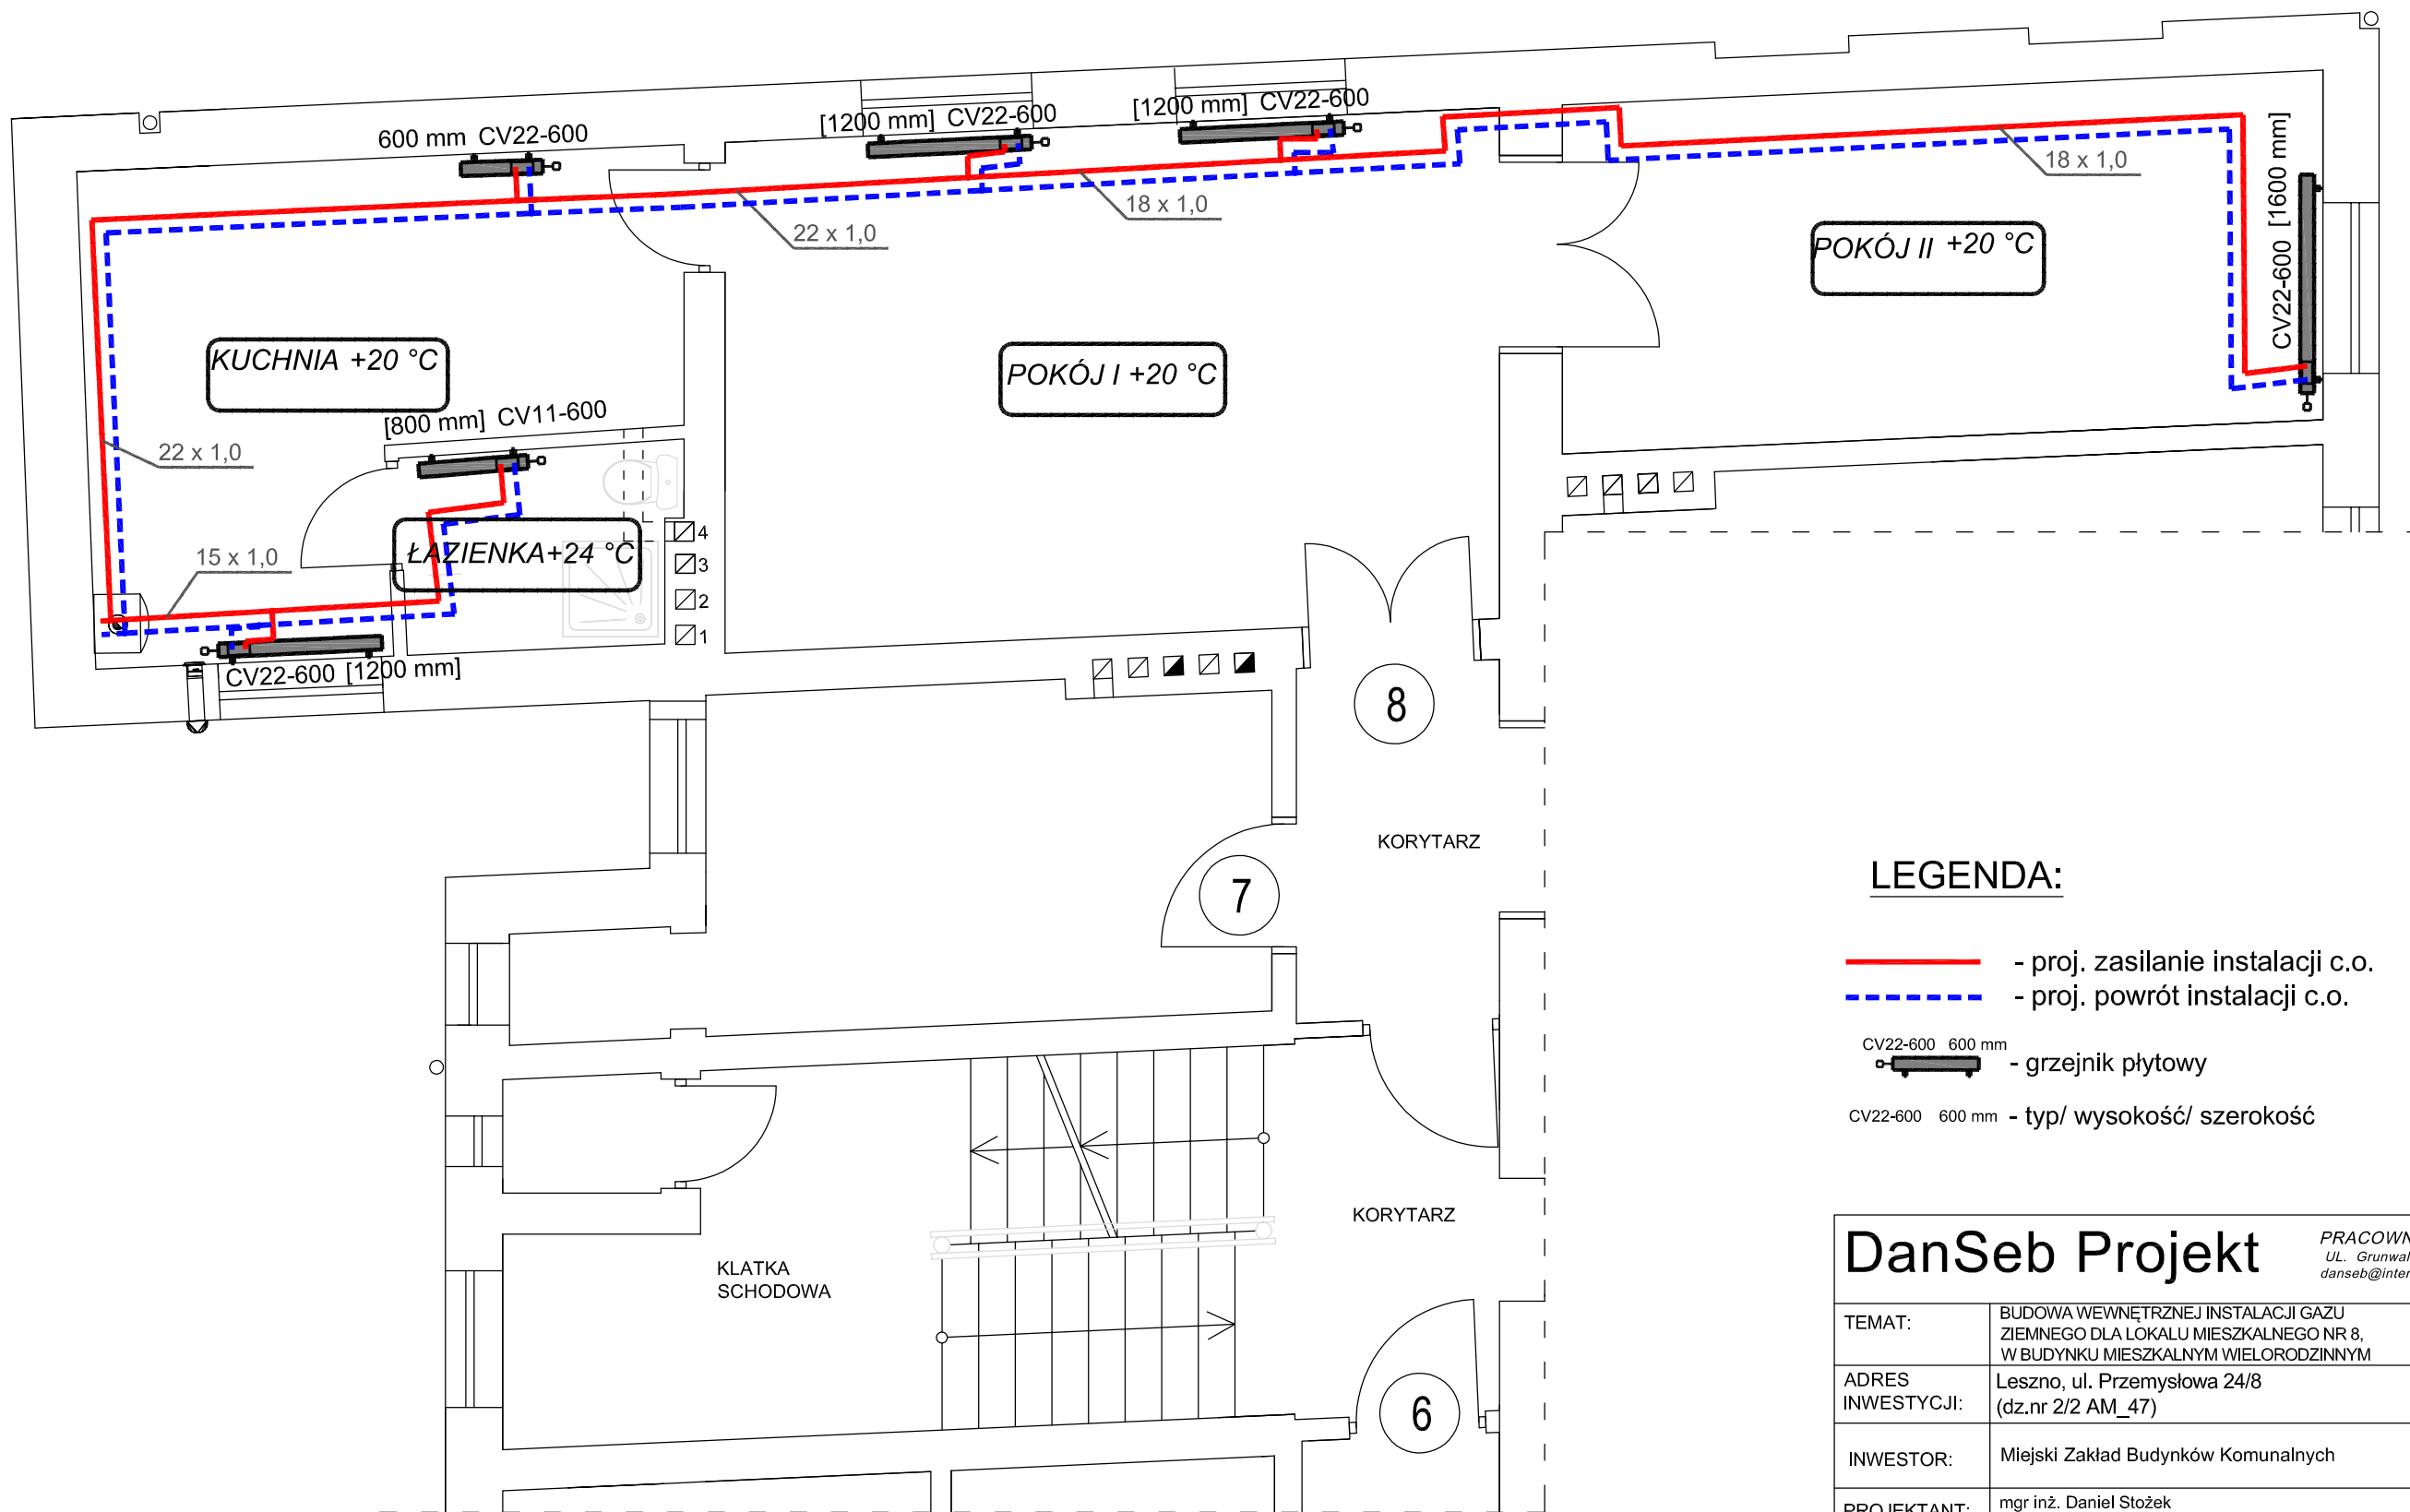 600 mm CV22-600
[1200 mm] CV22-600
[1200 mm] CV22-600
18 x 1,0
CV22-600 [1600 mm]
18 x 1,0
22 x 1,0
POKÓJ II +20 °C
KUCHNIA +20 °C
POKÓJ I +20 °C
[800 mm] CV11-600
22 x 1,0
15 x 1,0
ŁAZIENKA+24 °C
4
3
2
1
CV22-600 [1200 mm]
8
KORYTARZ
7
LEGENDA:
- proj. zasilanie instalacji c.o.
- proj. powrót instalacji c.o.
CV22-600 600 mm
- grzejnik płytowy
CV22-600 600 mm - typ/ wysokość/ szerokość
KORYTARZ
KLATKA
SCHODOWA
6
DanSeb Projekt
PRACOWN
UL. Grunwal
danseb@inter
TEMAT:
BUDOWA WEWNĘTRZNEJ INSTALACJI GAZU
ZIEMNEGO DLA LOKALU MIESZKALNEGO NR 8,
W BUDYNKU MIESZKALNYM WIELORODZINNYM
ADRES
INWESTYCJI:
Leszno, ul. Przemysłowa 24/8
(dz.nr 2/2 AM_47)
INWESTOR:
Miejski Zakład Budynków Komunalnych
PROJEKTANT:
mgr inż. Daniel Stożek